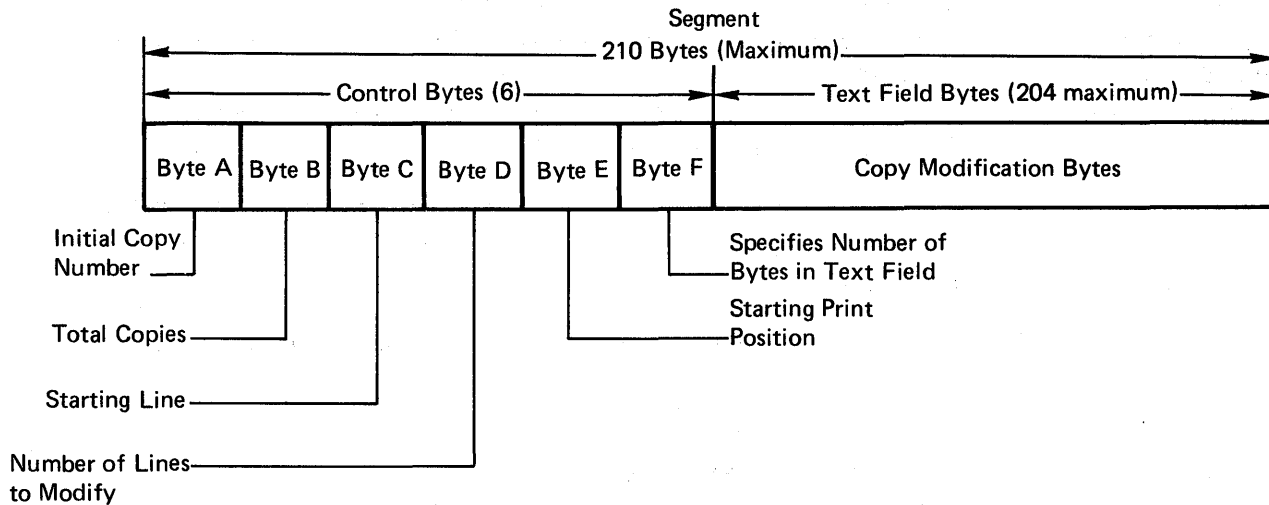 Segment
210 Bytes (Maximum)
Control Bytes (6)
Text Field Bytes (204 maximum)
Byte A
Byte B
Byte C
Byte D
Byte E
Byte F
Copy Modification Bytes
Initial Copy
Number
Specifies Number of
Bytes in Text Field
Total Copies
Starting Print
Position
Starting Line
Number of Lines
to Modify